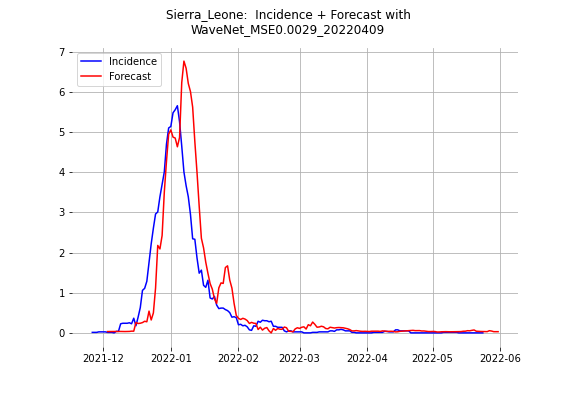 Sierra_Leone:  Incidence + Forecast with
WaveNet_MSE0.0029_20220409
Incidence
Forecast
7
6
5
4
3
2
1
0
2021-12 2022-01 2022-02 2022-03 2022-04 2022-05 2022-06